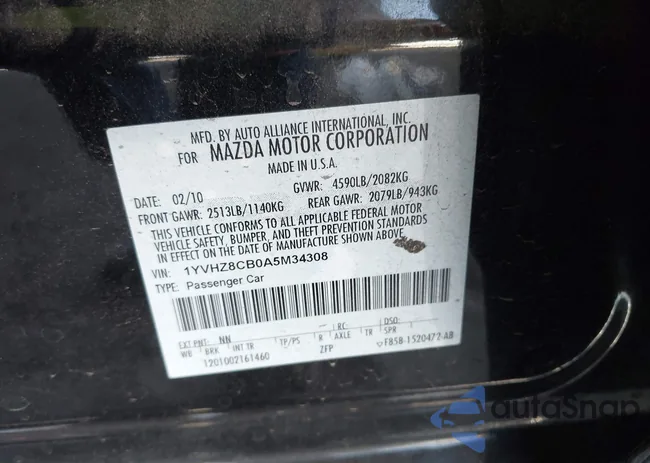 MFD. BY AUTO ALLIANCE INTERNATIONAL, INC.
FOR MAZDA MOTOR CORPORATION
MADE IN U.S.A.
DATE: 02/10 GVWR: 4590LB/2082KG
FRONT GAWR: 2513LB/1140KG REAR GAWR: 2079LB/943KG
THIS VEHICLE CONFORMS TO ALL APPLICABLE FEDERAL MOTOR
VEHICLE SAFETY, BUMPER, AND THEFT PREVENTION STANDARDS
IN EFFECT ON THE DATE OF MANUFACTURE SHOWN ABOVE.
VIN: 1YVHZ8CB0A5M34308
TYPE: Passenger Car
EXT PNT: NN RC: DSO:
WB BRK INT TR TP/PS R AXLE TR SPR
1201002161460 ZFP F85B-1520472-AB
autoSnap